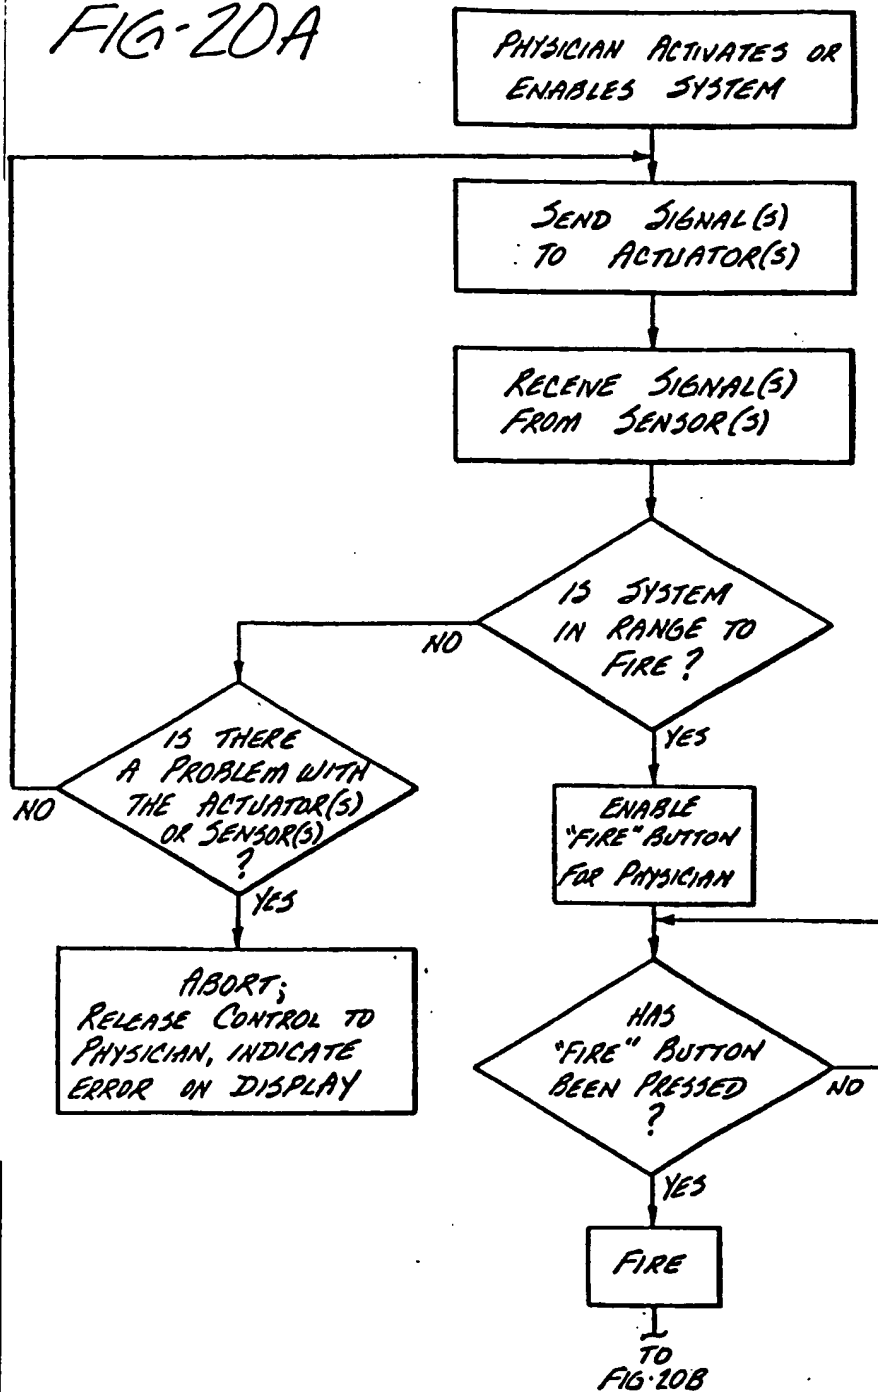 FIG-20A
PHYSICIAN ACTIVATES OR
ENABLES SYSTEM
SEND SIGNAL(S)
TO ACTUATOR(S)
RECEIVE SIGNAL(S)
FROM SENSOR(S)
IS SYSTEM
IN RANGE TO
FIRE?
NO
YES
IS THERE
A PROBLEM WITH
THE ACTUATOR(S)
OR SENSOR(S)
?
NO
YES
ABORT;
RELEASE CONTROL TO
PHYSICIAN, INDICATE
ERROR ON DISPLAY
ENABLE
"FIRE" BUTTON
FOR PHYSICIAN
HAS
"FIRE" BUTTON
BEEN PRESSED
?
NO
YES
FIRE
TO
FIG-20B